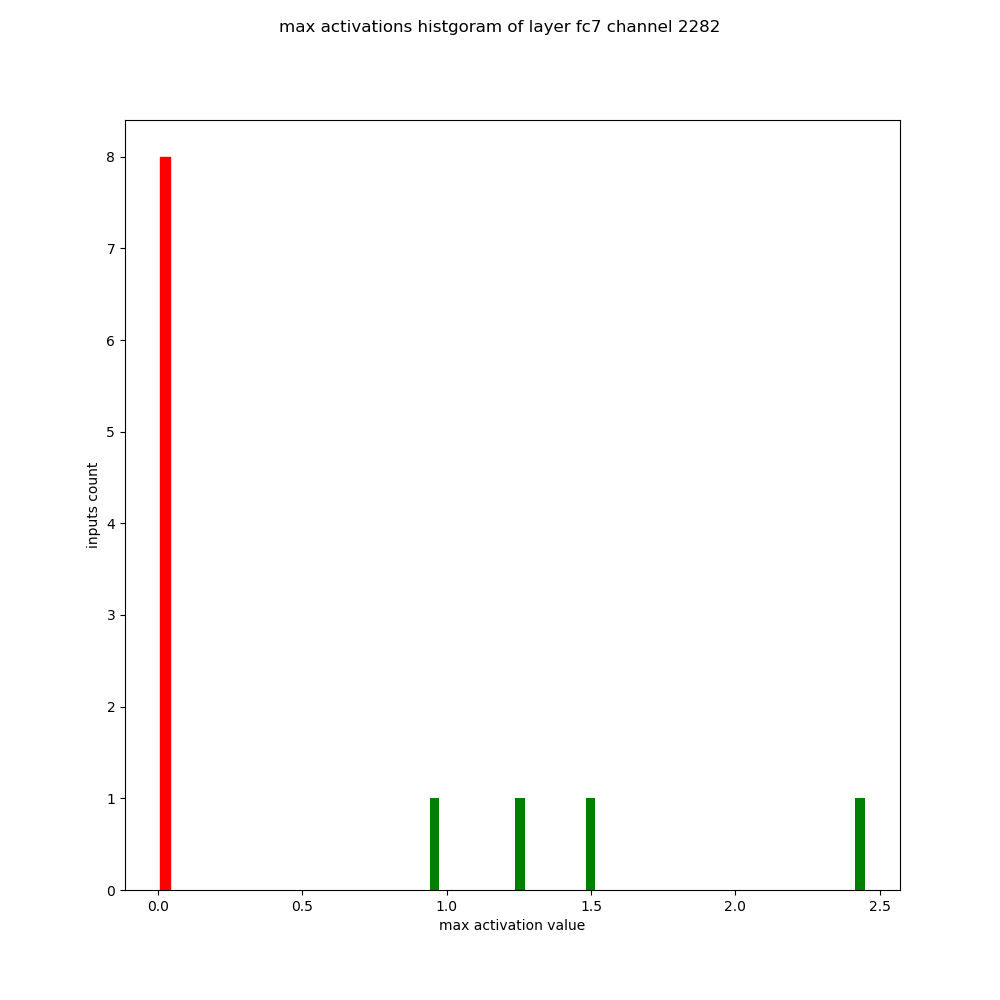 max activations histgoram of layer fc7 channel 2282
8
7
6
5
4
3
2
1
0
inputs count
0.0 0.5 1.0 1.5 2.0 2.5
max activation value